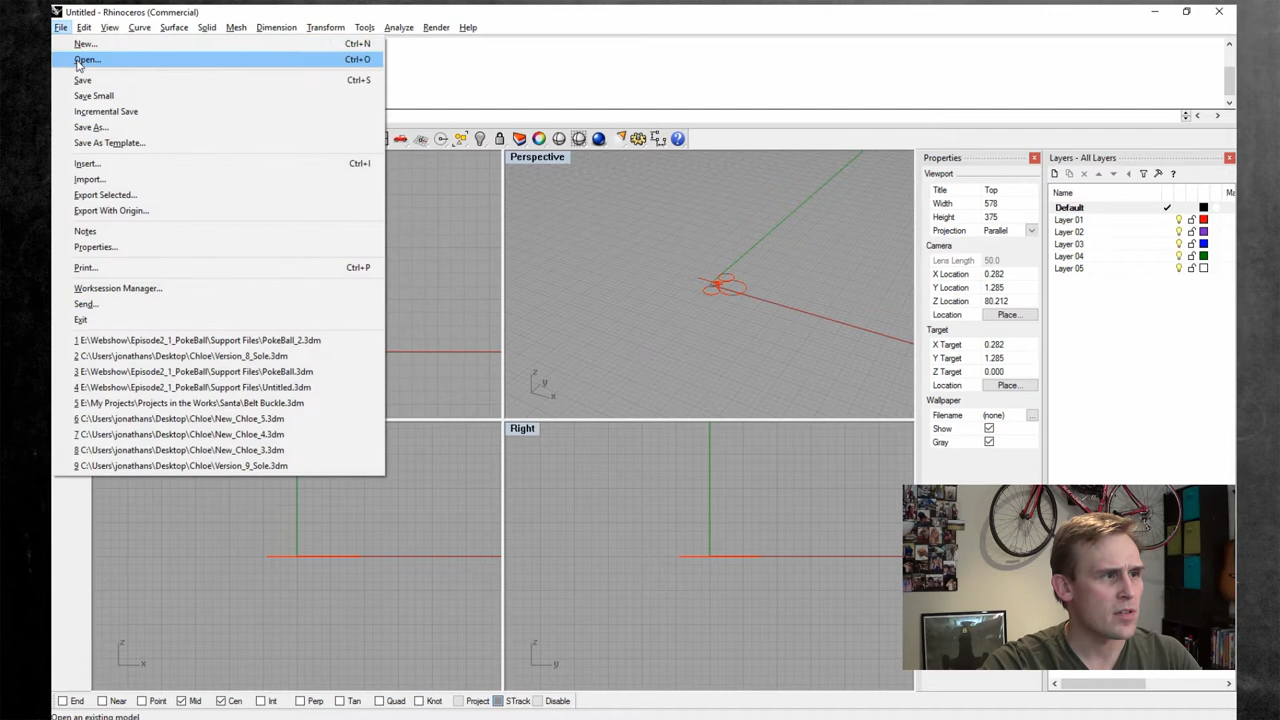 Untitled - Rhinoceros (Commercial)
File Edit View Curve Surface Solid Mesh Dimension Transform Tools Analyze Render Help
New... Ctrl+N
Open... Ctrl+O
Save Ctrl+S
Save Small
Incremental Save
Save As...
Save As Template...
Insert... Ctrl+I
Import...
Export Selected...
Export With Origin...
Notes
Properties...
Print... Ctrl+P
Worksession Manager...
Send...
Exit
1 E:\Webshow\Episode2_1_PokeBall\Support Files\PokeBall_2.3dm
2 C:\Users\jonathans\Desktop\Chloe\Version_8_Sole.3dm
3 E:\Webshow\Episode2_1_PokeBall\Support Files\PokeBall.3dm
4 E:\Webshow\Episode2_1_PokeBall\Support Files\Untitled.3dm
5 E:\My Projects\Projects in the Works\Santa\Belt Buckle.3dm
6 C:\Users\jonathans\Desktop\Chloe\New_Chloe_5.3dm
7 C:\Users\jonathans\Desktop\Chloe\New_Chloe_4.3dm
8 C:\Users\jonathans\Desktop\Chloe\New_Chloe_3.3dm
9 C:\Users\jonathans\Desktop\Chloe\Version_9_Sole.3dm
Perspective
z
y
x
Right
z
x
z
y
Properties
Viewport
Title Top
Width 578
Height 375
Projection Parallel
Camera
Lens Length 50.0
X Location 0.282
Y Location 1.285
Z Location 80.212
Location Place...
Target
X Target 0.282
Y Target 1.285
Z Target 0.000
Location Place...
Wallpaper
Filename (none) ...
Show
Gray
Layers - All Layers
Name Ma
Default
Layer 01
Layer 02
Layer 03
Layer 04
Layer 05
End Near Point Mid Cen Int Perp Tan Quad Knot Project STrack Disable
Open an existing model